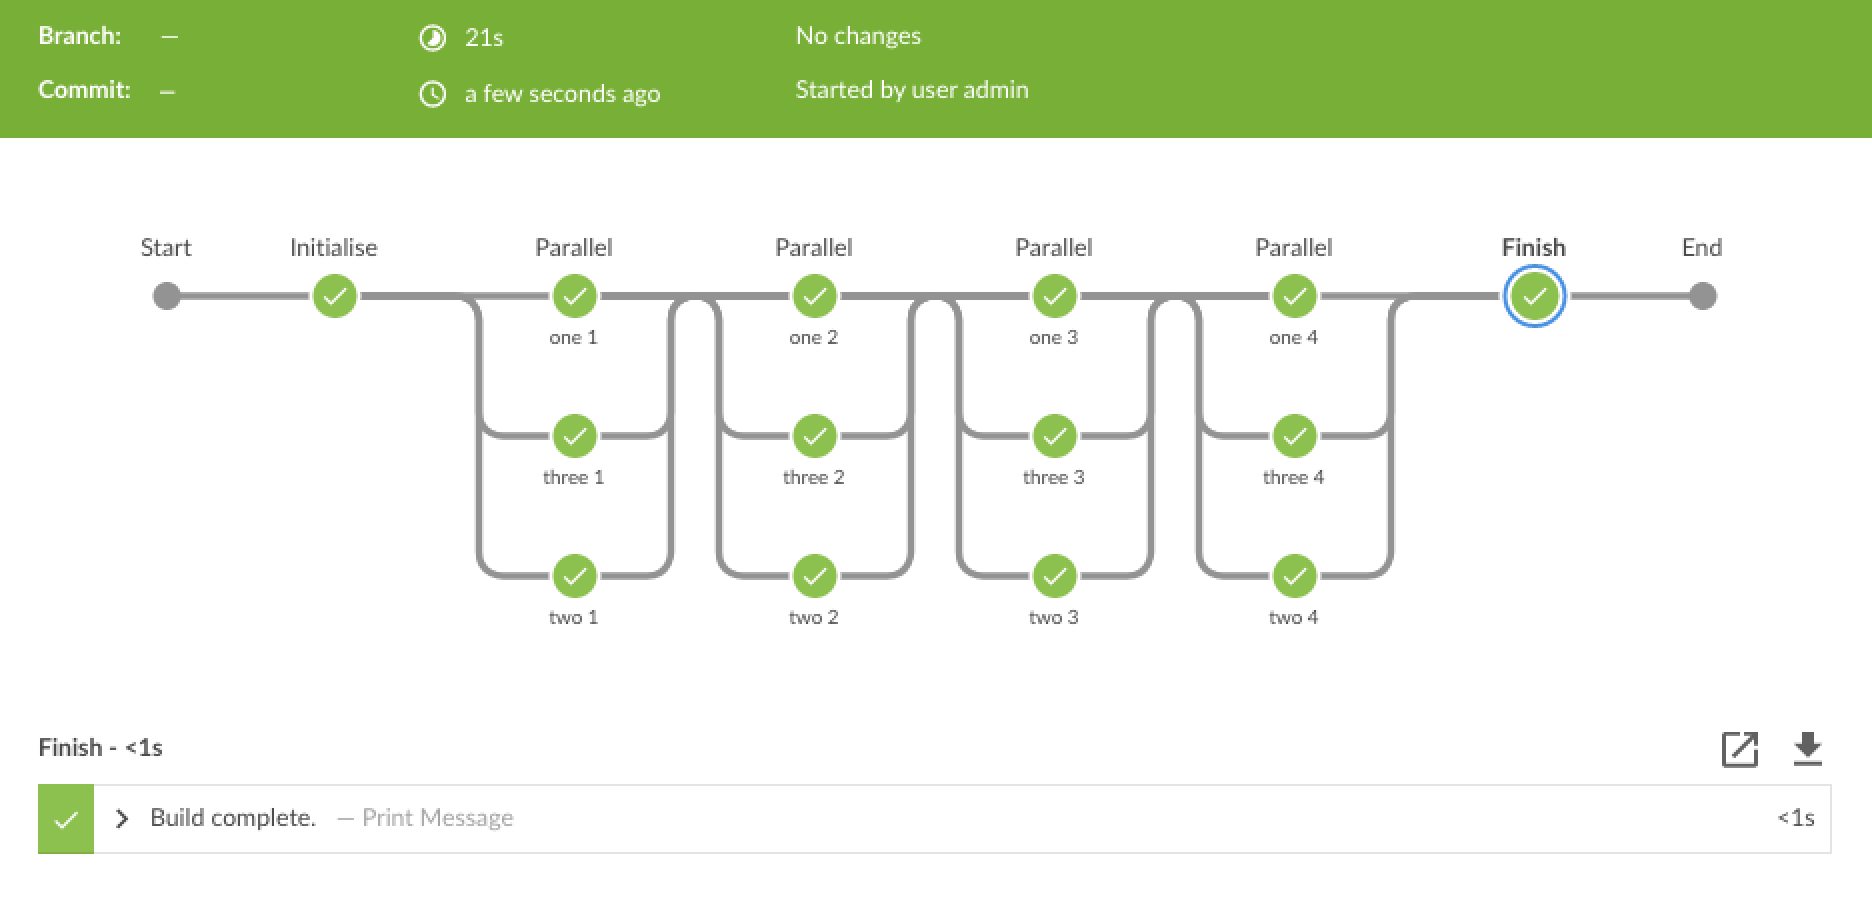 Branch: — 21s No changes
Commit: — a few seconds ago Started by user admin
Start Initialise Parallel Parallel Parallel Parallel Finish End
one 1 one 2 one 3 one 4
three 1 three 2 three 3 three 4
two 1 two 2 two 3 two 4
Finish - <1s
Build complete. — Print Message <1s